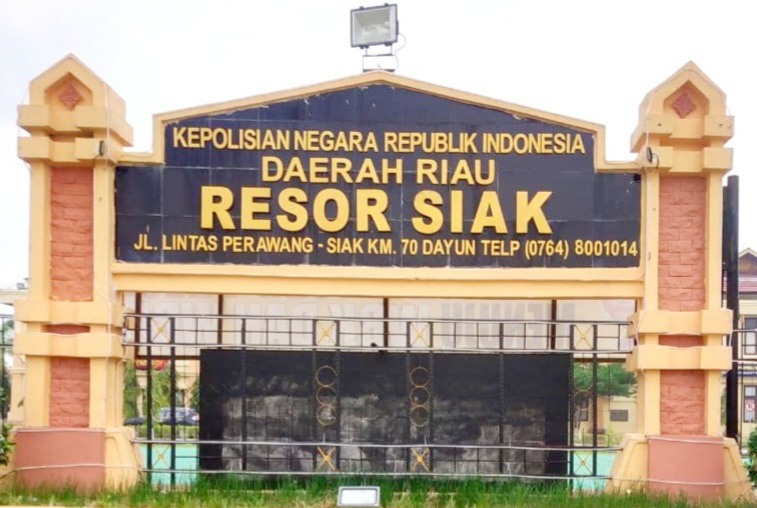 KEPOLISIAN NEGARA REPUBLIK INDONESIA
DAERAH RIAU
RESOR SIAK
JL. LINTAS PERAWANG - SIAK KM. 70 DAYUN TELP (0764) 8001014